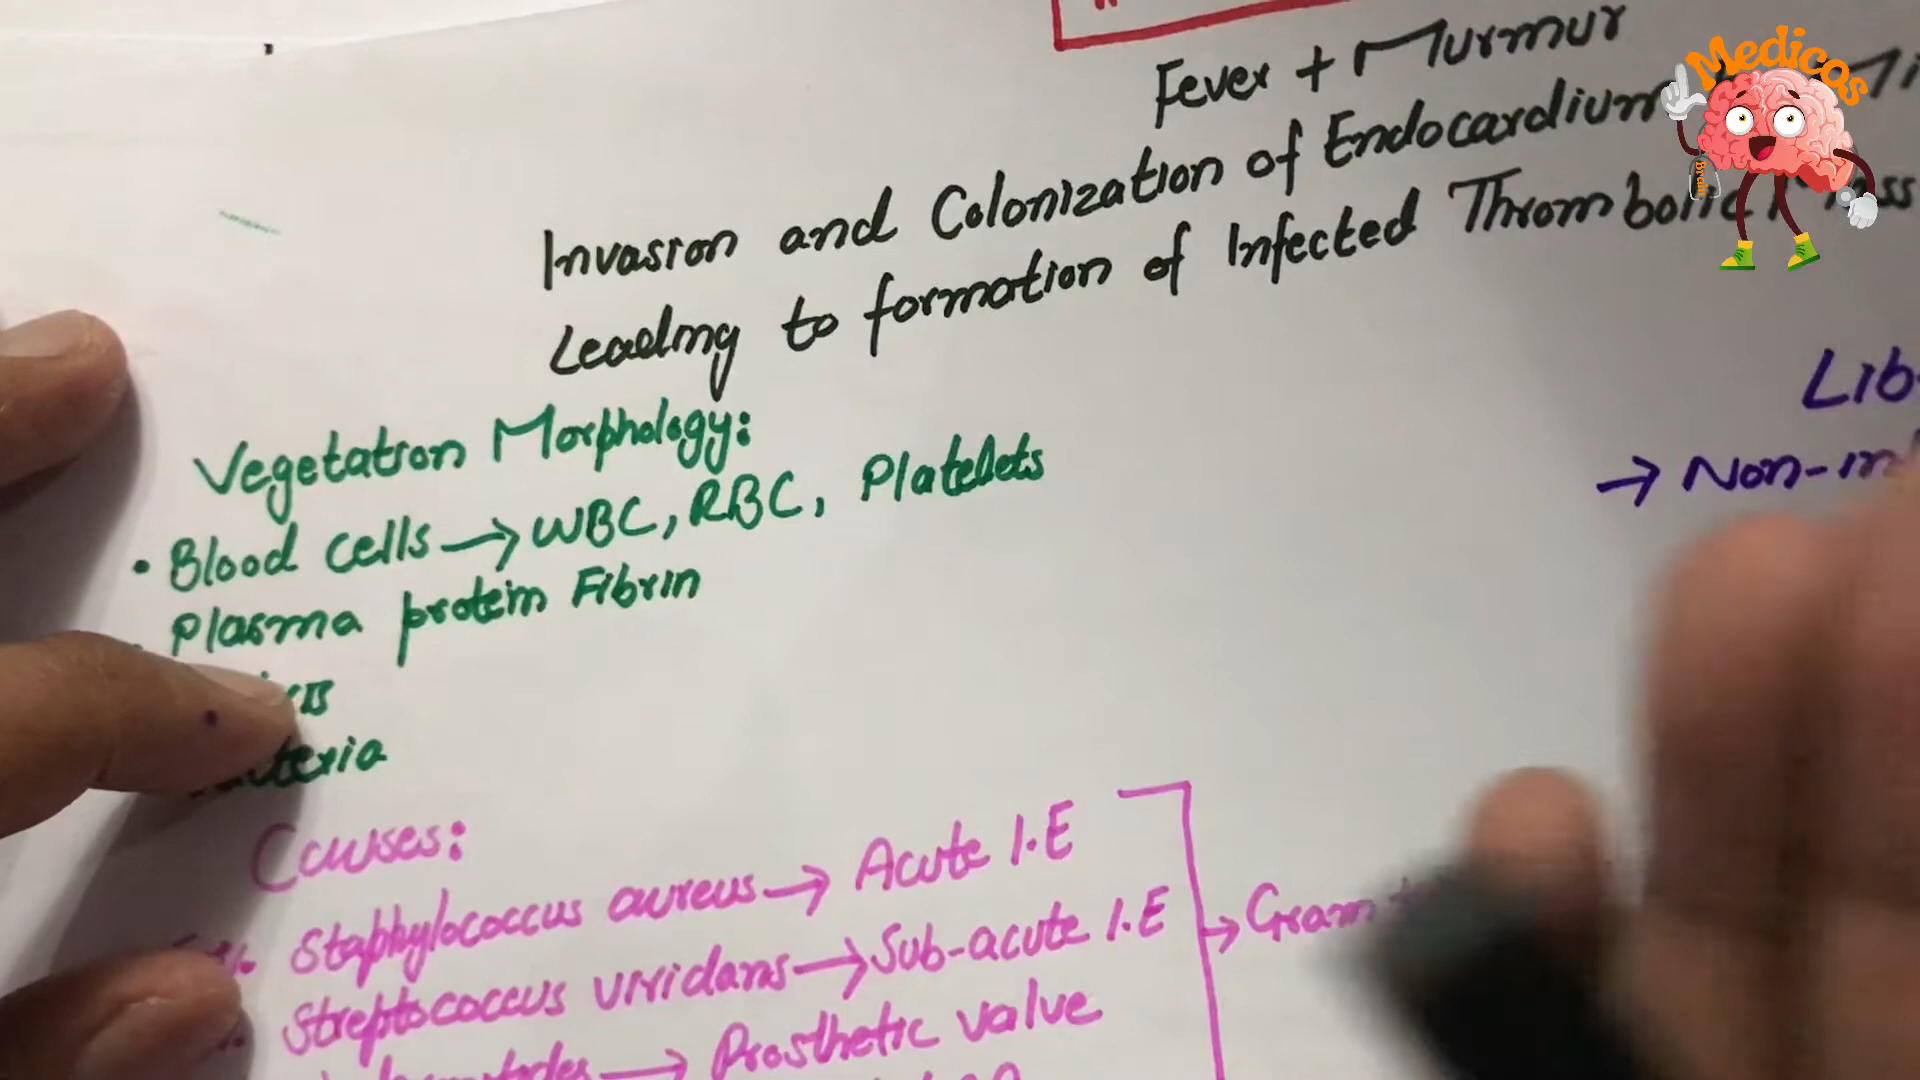 Fever + Murmur
Medicos
Brain
Invasion and Colonization of Endocardium
Leading to formation of Infected Thrombotic
Vegetation Morphology:
Lib
• Blood cells → WBC, RBC, Platelets
→ Non-
Plasma protein Fibrin
Causes:
Staphylococcus aureus → Acute I.E
Streptococcus viridans → Sub-acute I.E
→ Gram
→ Prosthetic valve